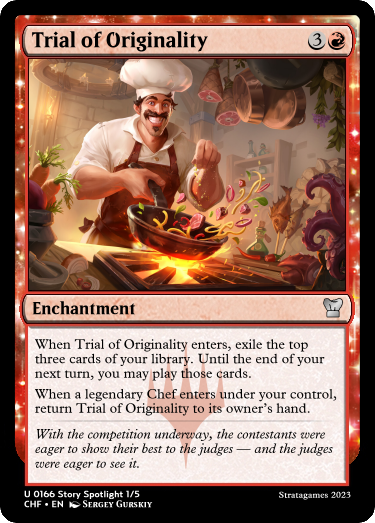 Trial of Originality 3
Enchantment
When Trial of Originality enters, exile the top
three cards of your library. Until the end of your
next turn, you may play those cards.
When a legendary Chef enters under your control,
return Trial of Originality to its owner's hand.
With the competition underway, the contestants were
eager to show their best to the judges — and the judges
were eager to see it.
U 0166 Story Spotlight 1/5
CHF • EN Sergey Gurskiy
Stratagames 2023